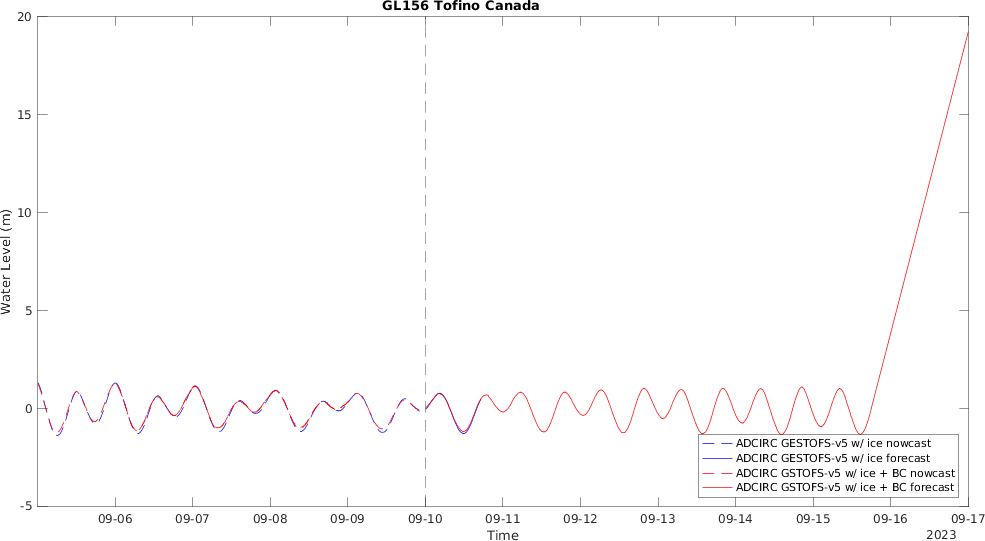 GL156 Tofino Canada
20
15
10
5
0
-5
Water Level (m)
ADCIRC GESTOFS-v5 w/ ice nowcast
ADCIRC GESTOFS-v5 w/ ice forecast
ADCIRC GSTOFS-v5 w/ ice + BC nowcast
ADCIRC GSTOFS-v5 w/ ice + BC forecast
09-06 09-07 09-08 09-09 09-10 09-11 09-12 09-13 09-14 09-15 09-16 09-17
Time
2023